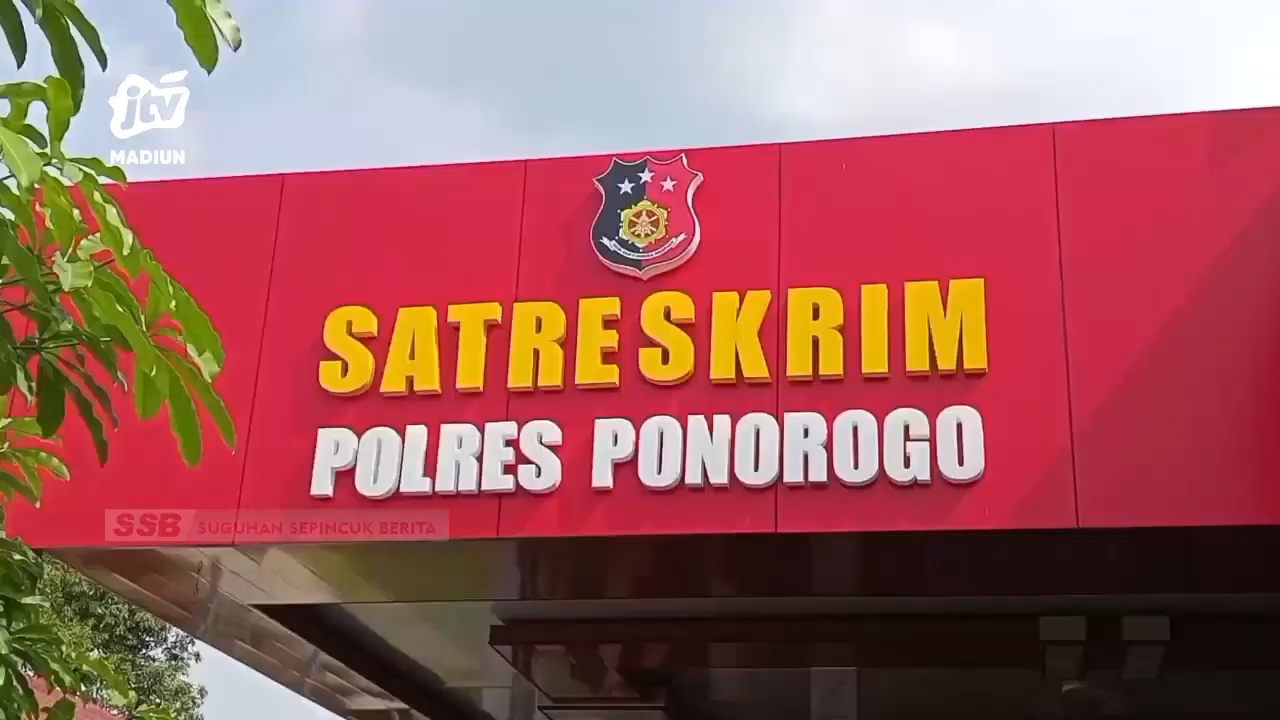 jtv
MADIUN
SATRESKRIM
POLRES PONOROGO
SSB SUGUHAN SEPINCUK BERITA